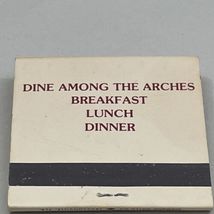 DINE AMONG THE ARCHES
BREAKFAST
LUNCH
DINNER